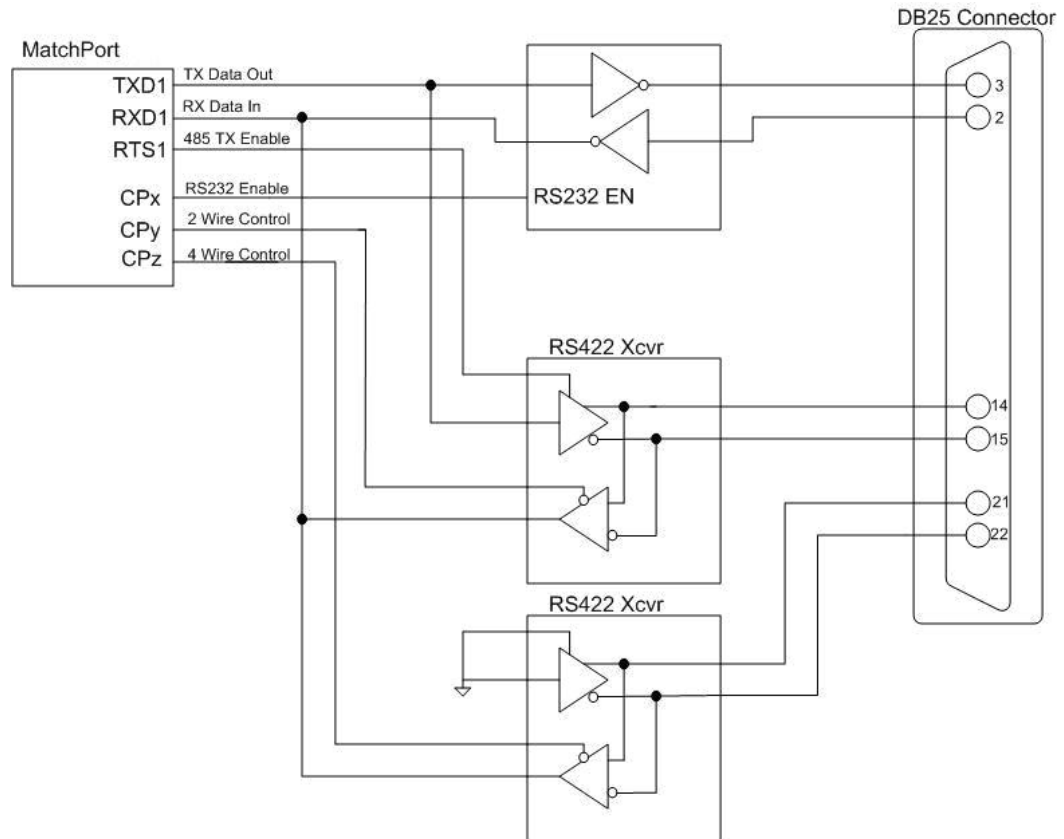 DB25 Connector
MatchPort
TXD1
TX Data Out
3
RXD1
RX Data In
2
RTS1
485 TX Enable
CPx
RS232 Enable
RS232 EN
CPy
2 Wire Control
CPz
4 Wire Control
RS422 Xcvr
14
15
21
22
RS422 Xcvr